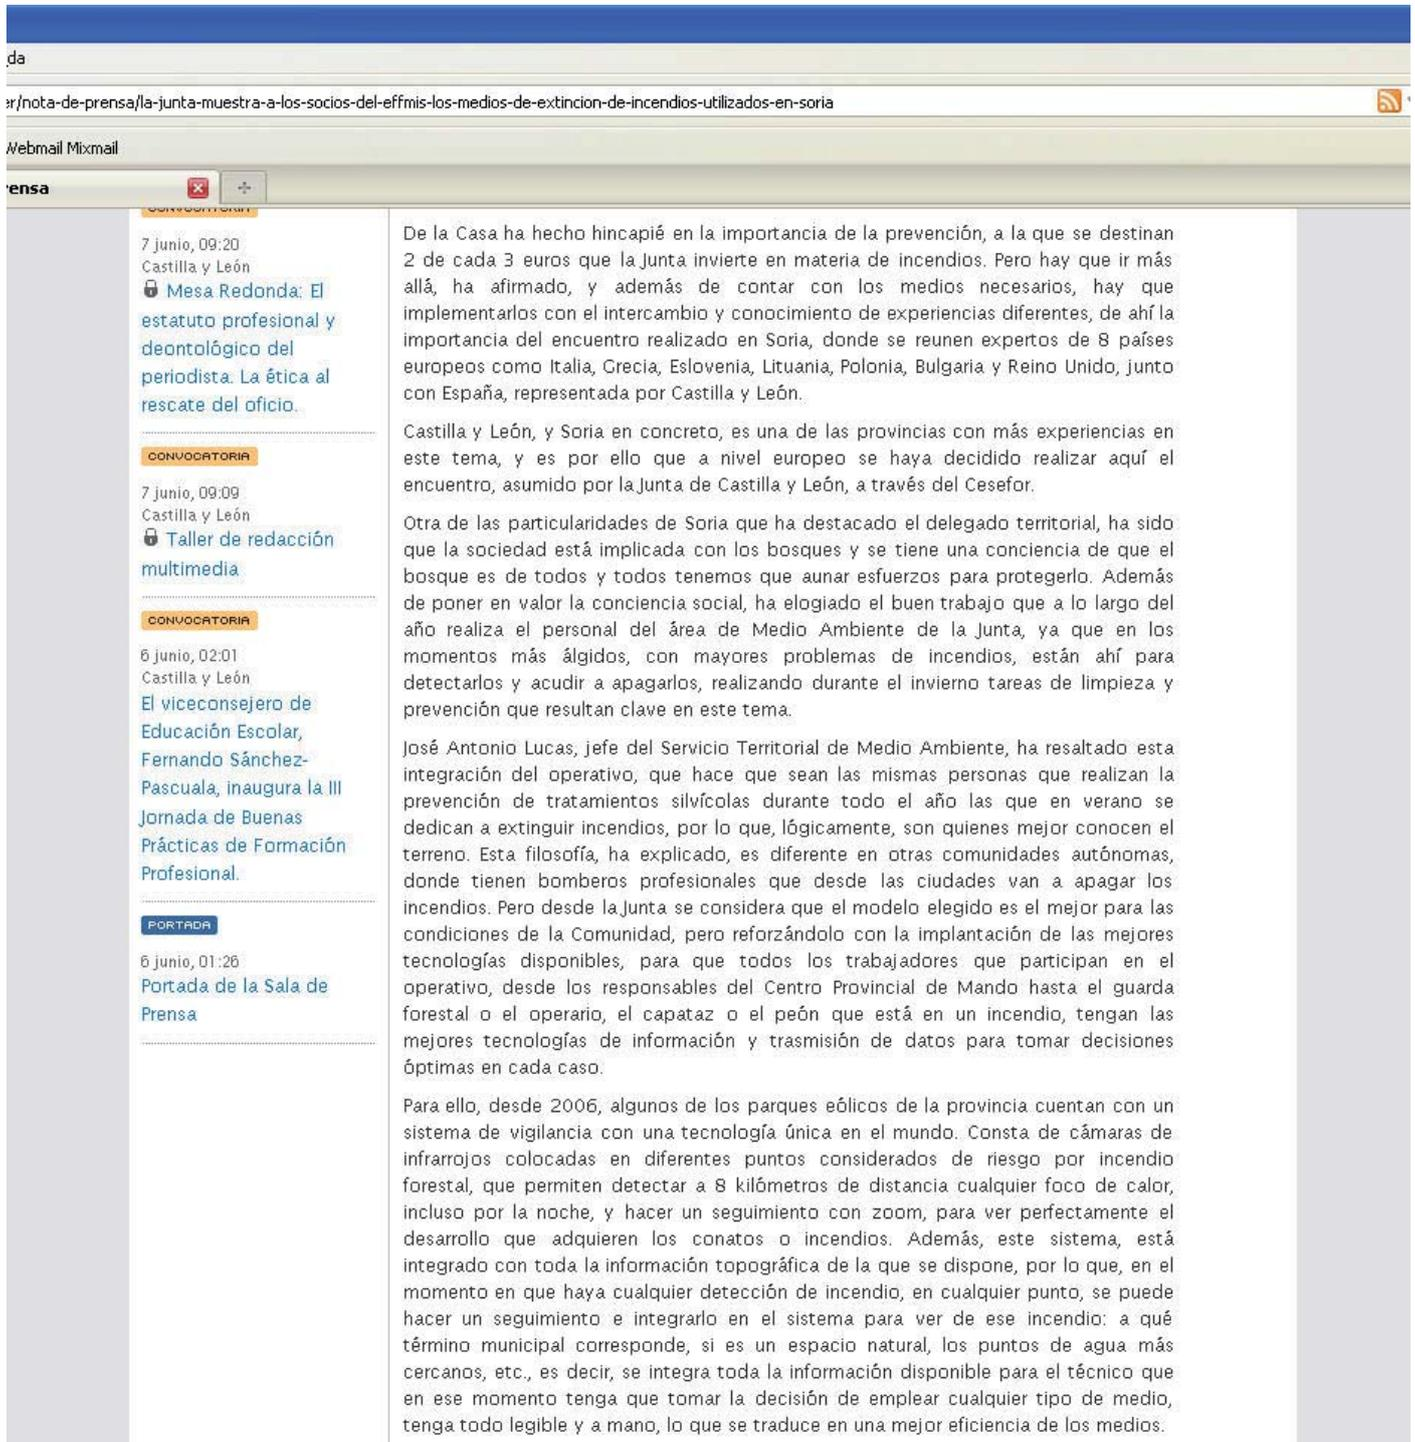 da
er/nota-de-prensa/la-junta-muestra-a-los-socios-del-effmis-los-medios-de-extincion-de-incendios-utilizados-en-soria
Webmail Mixmail
rensa
CONVOCATORIA
7 junio, 09:20
Castilla y León
Mesa Redonda: El
estatuto profesional y
deontológico del
periodista. La ética al
rescate del oficio.
CONVOCATORIA
7 junio, 09:09
Castilla y León
Taller de redacción
multimedia
CONVOCATORIA
6 junio, 02:01
Castilla y León
El viceconsejero de
Educación Escolar,
Fernando Sánchez-
Pascuala, inaugura la III
Jornada de Buenas
Prácticas de Formación
Profesional.
PORTADA
6 junio, 01:26
Portada de la Sala de
Prensa
De la Casa ha hecho hincapié en la importancia de la prevención, a la que se destinan
2 de cada 3 euros que la Junta invierte en materia de incendios. Pero hay que ir más
allá, ha afirmado, y además de contar con los medios necesarios, hay que
implementarlos con el intercambio y conocimiento de experiencias diferentes, de ahí la
importancia del encuentro realizado en Soria, donde se reunen expertos de 8 países
europeos como Italia, Grecia, Eslovenia, Lituania, Polonia, Bulgaria y Reino Unido, junto
con España, representada por Castilla y León.
Castilla y León, y Soria en concreto, es una de las provincias con más experiencias en
este tema, y es por ello que a nivel europeo se haya decidido realizar aquí el
encuentro, asumido por la Junta de Castilla y León, a través del Cesefor.
Otra de las particularidades de Soria que ha destacado el delegado territorial, ha sido
que la sociedad está implicada con los bosques y se tiene una conciencia de que el
bosque es de todos y todos tenemos que aunar esfuerzos para protegerlo. Además
de poner en valor la conciencia social, ha elogiado el buen trabajo que a lo largo del
año realiza el personal del área de Medio Ambiente de la Junta, ya que en los
momentos más álgidos, con mayores problemas de incendios, están ahí para
detectarlos y acudir a apagarlos, realizando durante el invierno tareas de limpieza y
prevención que resultan clave en este tema.
José Antonio Lucas, jefe del Servicio Territorial de Medio Ambiente, ha resaltado esta
integración del operativo, que hace que sean las mismas personas que realizan la
prevención de tratamientos silvícolas durante todo el año las que en verano se
dedican a extinguir incendios, por lo que, lógicamente, son quienes mejor conocen el
terreno. Esta filosofía, ha explicado, es diferente en otras comunidades autónomas,
donde tienen bomberos profesionales que desde las ciudades van a apagar los
incendios. Pero desde la Junta se considera que el modelo elegido es el mejor para las
condiciones de la Comunidad, pero reforzándolo con la implantación de las mejores
tecnologías disponibles, para que todos los trabajadores que participan en el
operativo, desde los responsables del Centro Provincial de Mando hasta el guarda
forestal o el operario, el capataz o el peón que está en un incendio, tengan las
mejores tecnologías de información y trasmisión de datos para tomar decisiones
óptimas en cada caso.
Para ello, desde 2006, algunos de los parques eólicos de la provincia cuentan con un
sistema de vigilancia con una tecnología única en el mundo. Consta de cámaras de
infrarrojos colocadas en diferentes puntos considerados de riesgo por incendio
forestal, que permiten detectar a 8 kilómetros de distancia cualquier foco de calor,
incluso por la noche, y hacer un seguimiento con zoom, para ver perfectamente el
desarrollo que adquieren los conatos o incendios. Además, este sistema, está
integrado con toda la información topográfica de la que se dispone, por lo que, en el
momento en que haya cualquier detección de incendio, en cualquier punto, se puede
hacer un seguimiento e integrarlo en el sistema para ver de ese incendio: a qué
término municipal corresponde, si es un espacio natural, los puntos de agua más
cercanos, etc., es decir, se integra toda la información disponible para el técnico que
en ese momento tenga que tomar la decisión de emplear cualquier tipo de medio,
tenga todo legible y a mano, lo que se traduce en una mejor eficiencia de los medios.